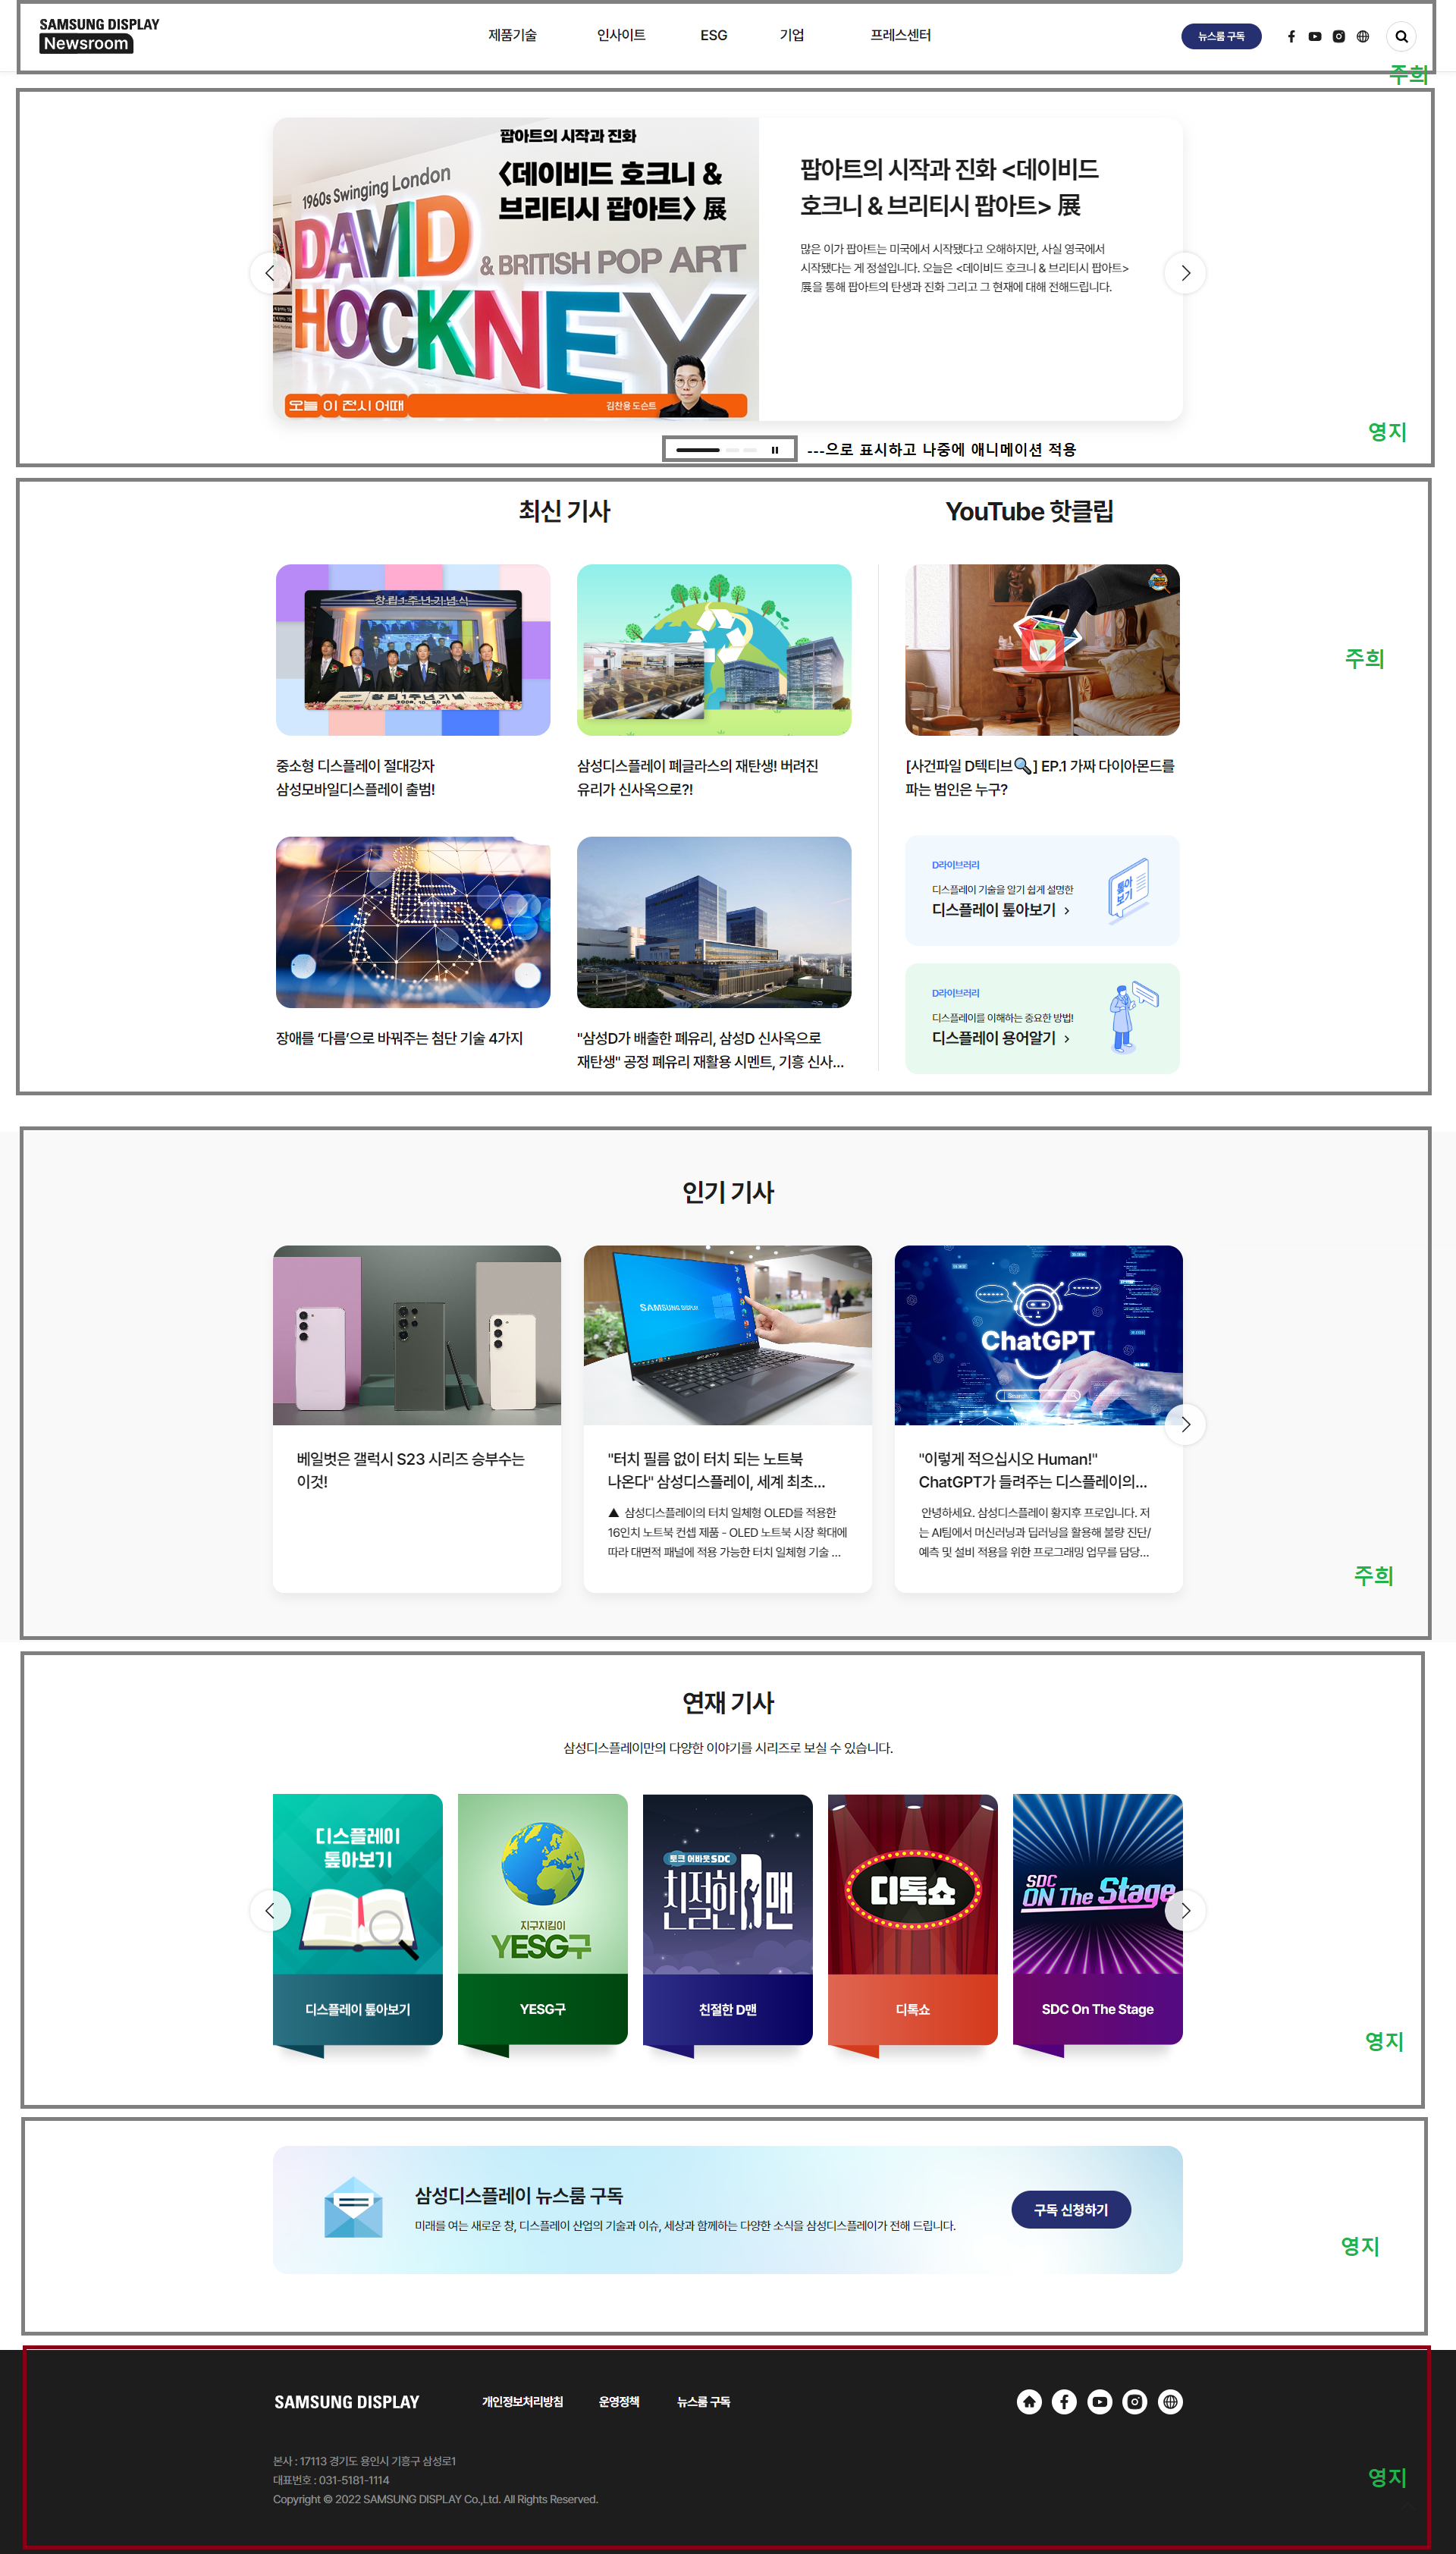 SAMSUNG DISPLAY
Newsroom
제품기술 인사이트 ESG 기업 프레스센터
뉴스룸 구독
주희
팝아트의 시작과 진화
<데이비드 호크니 &
브리티시 팝아트> 展
1960s Swinging London
DAVID
& BRITISH POP ART
HOCKNEY
오늘 이 전시 어때
김찬용 도슨트
팝아트의 시작과 진화 <데이비드
호크니 & 브리티시 팝아트> 展
많은 이가 팝아트는 미국에서 시작됐다고 오해하지만, 사실 영국에서
시작됐다는 게 정설입니다. 오늘은 <데이비드 호크니 & 브리티시 팝아트>
展을 통해 팝아트의 탄생과 진화 그리고 그 현재에 대해 전해드립니다.
영지
---으로 표시하고 나중에 애니메이션 적용
최신 기사
YouTube 핫클립
창립1주년기념식
창립1주년기념
2009. 10. 30
주희
중소형 디스플레이 절대강자
삼성모바일디스플레이 출범!
삼성디스플레이 폐글라스의 재탄생! 버려진
유리가 신사옥으로?!
[사건파일 D텍티브🔍] EP.1 가짜 다이아몬드를
파는 범인은 누구?
장애를 ‘다름’으로 바꿔주는 첨단 기술 4가지
"삼성D가 배출한 폐유리, 삼성D 신사옥으로
재탄생" 공정 폐유리 재활용 시멘트, 기흥 신사...
D라이브러리
디스플레이 기술을 알기 쉽게 설명한
디스플레이 톺아보기 >
톺아
보기
D라이브러리
디스플레이를 이해하는 중요한 방법!
디스플레이 용어알기 >
인기 기사
SAMSUNG DISPLAY
ChatGPT
Search...
베일벗은 갤럭시 S23 시리즈 승부수는
이것!
"터치 필름 없이 터치 되는 노트북
나온다" 삼성디스플레이, 세계 최초...
▲ 삼성디스플레이의 터치 일체형 OLED를 적용한
16인치 노트북 컨셉 제품 - OLED 노트북 시장 확대에
따라 대면적 패널에 적용 가능한 터치 일체형 기술 ...
"이렇게 적으십시오 Human!"
ChatGPT가 들려주는 디스플레이의...
안녕하세요. 삼성디스플레이 황지후 프로입니다. 저
는 AI팀에서 머신러닝과 딥러닝을 활용해 불량 진단/
예측 및 설비 적용을 위한 프로그래밍 업무를 담당...
주희
연재 기사
삼성디스플레이만의 다양한 이야기를 시리즈로 보실 수 있습니다.
디스플레이
톺아보기
디스플레이 톺아보기
지구지킴이
YESG구
YESG구
토크 어바웃 SDC
친절한 D맨
친절한 D맨
디톡쇼
디톡쇼
SDC
ON The Stage
SDC On The Stage
영지
삼성디스플레이 뉴스룸 구독
미래를 여는 새로운 창, 디스플레이 산업의 기술과 이슈, 세상과 함께하는 다양한 소식을 삼성디스플레이가 전해 드립니다.
구독 신청하기
영지
SAMSUNG DISPLAY
개인정보처리방침 운영정책 뉴스룸 구독
본사 : 17113 경기도 용인시 기흥구 삼성로1
대표번호 : 031-5181-1114
Copyright © 2022 SAMSUNG DISPLAY Co.,Ltd. All Rights Reserved.
영지